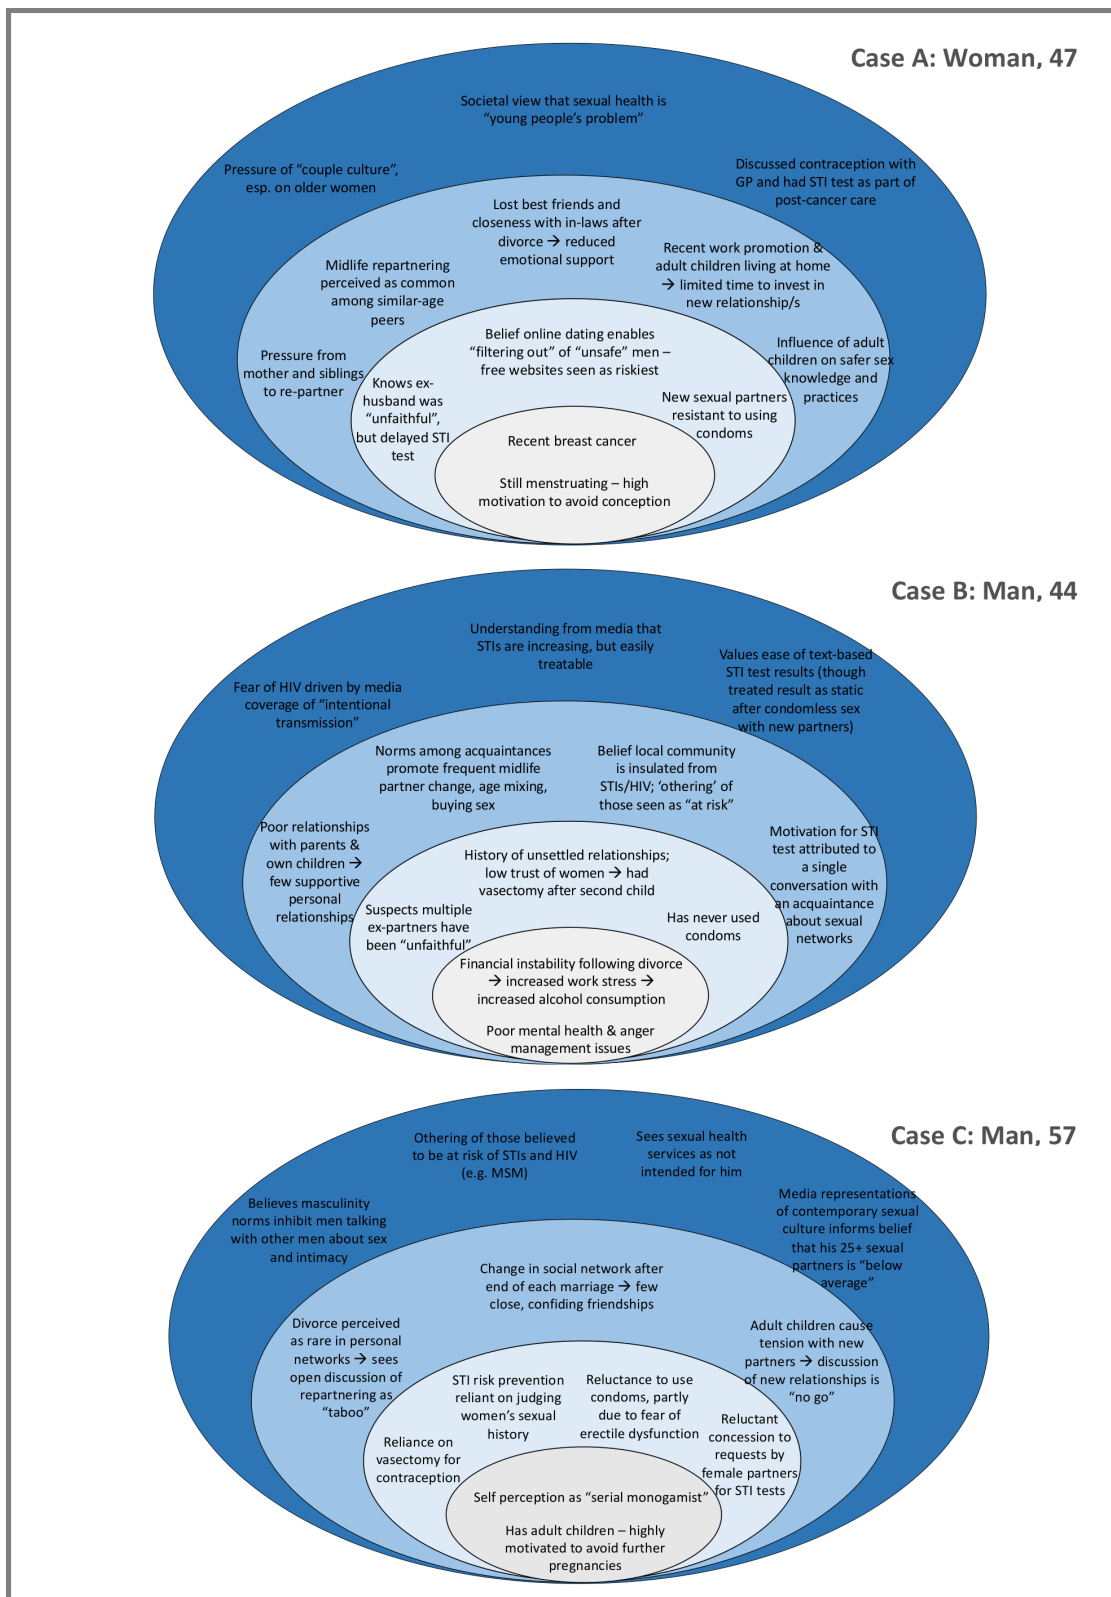 Case A: Woman, 47
Societal view that sexual health is
“young people’s problem”
Pressure of “couple culture”,
esp. on older women
Discussed contraception with
GP and had STI test as part of
post-cancer care
Lost best friends and
closeness with in-laws after
divorce → reduced
emotional support
Midlife repartnering
perceived as common
among similar-age
peers
Recent work promotion &
adult children living at home
→ limited time to invest in
new relationship/s
Pressure from
mother and siblings
to re-partner
Influence of adult
children on safer sex
knowledge and
practices
Belief online dating enables
“filtering out” of “unsafe” men –
free websites seen as riskiest
Knows ex-
husband was
“unfaithful”,
but delayed STI
test
New sexual partners
resistant to using
condoms
Recent breast cancer
Still menstruating – high
motivation to avoid conception
Case B: Man, 44
Understanding from media that
STIs are increasing, but easily
treatable
Fear of HIV driven by media
coverage of “intentional
transmission”
Values ease of text-based
STI test results (though
treated result as static
after condomless sex
with new partners)
Norms among acquaintances
promote frequent midlife
partner change, age mixing,
buying sex
Belief local community
is insulated from
STIs/HIV; ‘othering’ of
those seen as “at risk”
Poor relationships
with parents &
own children →
few supportive
personal
relationships
Motivation for STI
test attributed to
a single
conversation with
an acquaintance
about sexual
networks
History of unsettled relationships;
low trust of women → had
vasectomy after second child
Suspects multiple
ex-partners have
been “unfaithful”
Has never used
condoms
Financial instability following divorce
→ increased work stress →
increased alcohol consumption
Poor mental health & anger
management issues
Case C: Man, 57
Othering of those believed
to be at risk of STIs and HIV
(e.g. MSM)
Sees sexual health
services as not
intended for him
Believes masculinity
norms inhibit men talking
with other men about sex
and intimacy
Media representations
of contemporary sexual
culture informs belief
that his 25+ sexual
partners is “below
average”
Change in social network after
end of each marriage → few
close, confiding friendships
Divorce perceived
as rare in personal
networks → sees
open discussion of
repartnering as
“taboo”
Adult children cause
tension with new
partners → discussion
of new relationships is
“no go”
STI risk prevention
reliant on judging
women’s sexual
history
Reluctance to use
condoms, partly
due to fear of
erectile dysfunction
Reliance on
vasectomy for
contraception
Reluctant
concession to
requests by
female partners
for STI tests
Self perception as “serial monogamist”
Has adult children – highly
motivated to avoid further
pregnancies